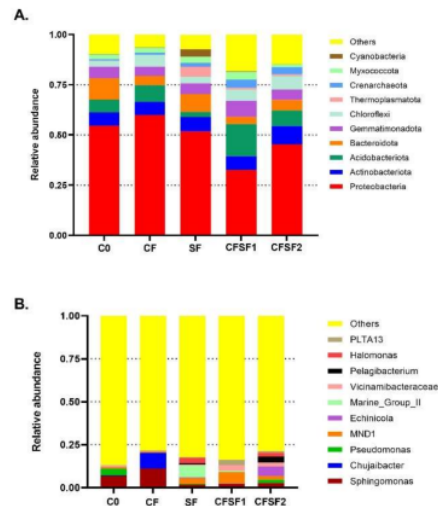 A.
Relative abundance
1.00
0.75
0.50
0.25
0.00
C0 CF SF CFSF1 CFSF2
Others
Cyanobacteria
Myxococcota
Crenarchaeota
Thermoplasmatota
Chloroflexi
Gemmatimonadota
Bacteroidota
Acidobacteriota
Actinobacteriota
Proteobacteria
B.
Relative abundance
1.00
0.75
0.50
0.25
0.00
C0 CF SF CFSF1 CFSF2
Others
PLTA13
Halomonas
Pelagibacterium
Vicinamibacteraceae
Marine_Group_II
Echinicola
MND1
Pseudomonas
Chujaibacter
Sphingomonas